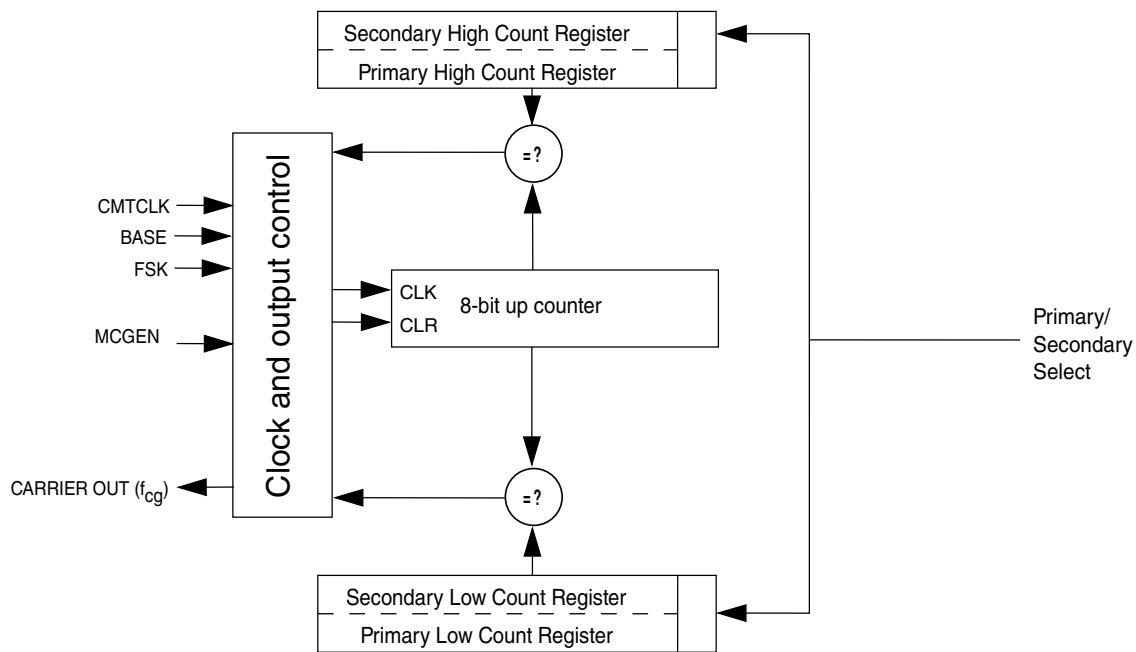 Secondary High Count Register
Primary High Count Register
=?
Clock and output control
CMTCLK
BASE
FSK
MCGEN
CLK
CLR
8-bit up counter
Primary/
Secondary
Select
CARRIER OUT (fcg)
=?
Secondary Low Count Register
Primary Low Count Register